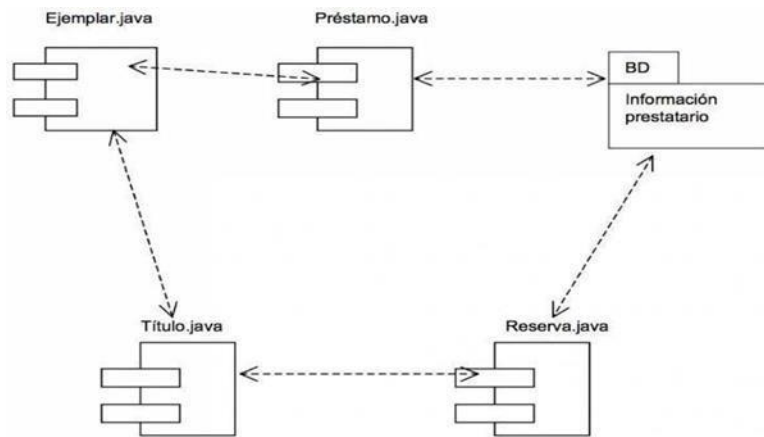 Ejemplar.java
Préstamo.java
BD
Información
prestatario
Título.java
Reserva.java